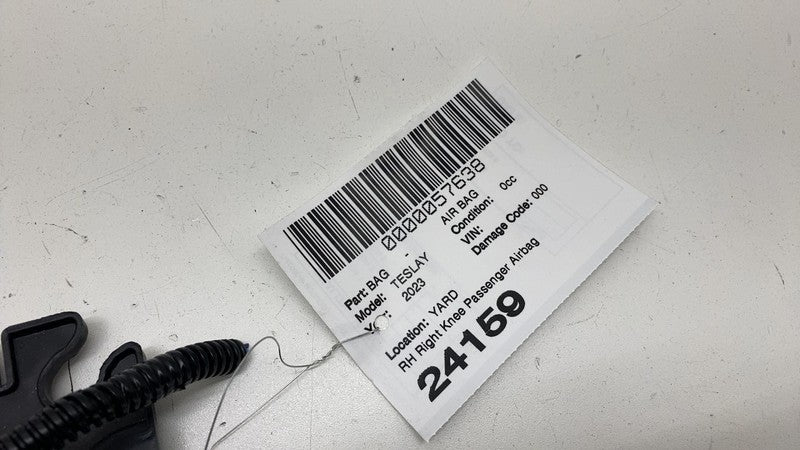 0000057638
Part: BAG - AIR BAG
Model: TESLAY Condition: 0cc
2023 VIN:
Location: YARD Damage Code: 000
RH Right Knee Passenger Airbag
24159